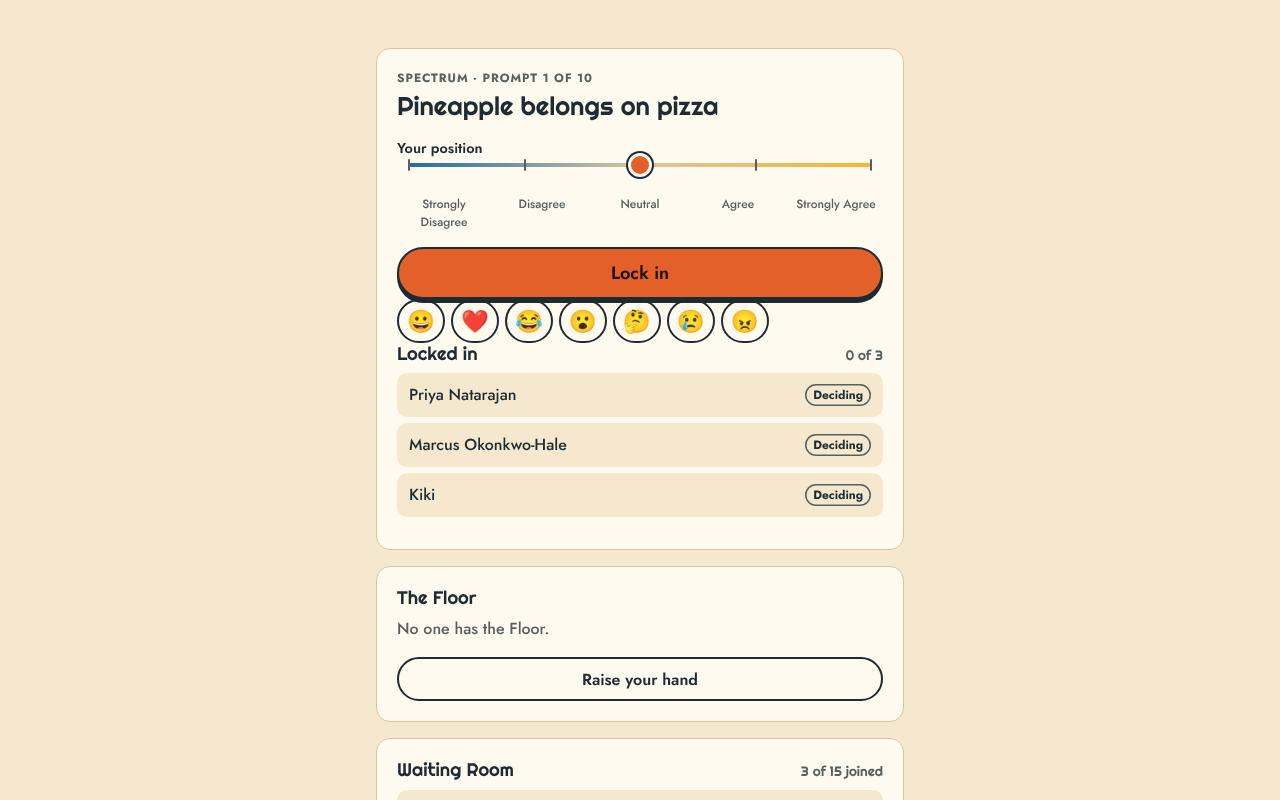 SPECTRUM · PROMPT 1 OF 10
Pineapple belongs on pizza
Your position
Strongly Disagree
Disagree
Neutral
Agree
Strongly Agree
Lock in
😀 ❤️ 😂 😮 🤔 😢 😠
Locked in
0 of 3
Priya Natarajan
Deciding
Marcus Okonkwo-Hale
Deciding
Kiki
Deciding
The Floor
No one has the Floor.
Raise your hand
Waiting Room
3 of 15 joined